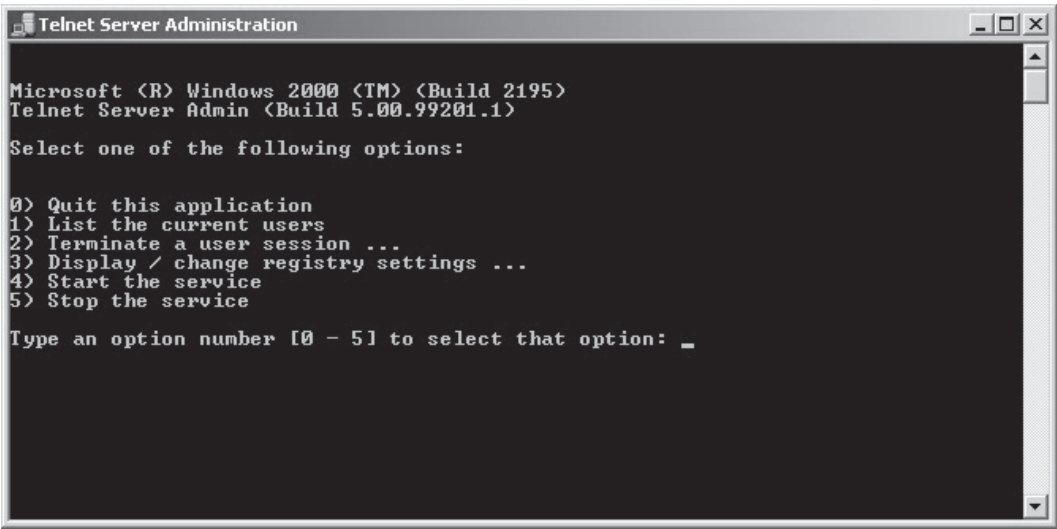 Telnet Server Administration
Microsoft (R) Windows 2000 (TM) (Build 2195)
Telnet Server Admin (Build 5.00.99201.1)
Select one of the following options:
0) Quit this application
1) List the current users
2) Terminate a user session ...
3) Display / change registry settings ...
4) Start the service
5) Stop the service
Type an option number [0 - 5] to select that option: _